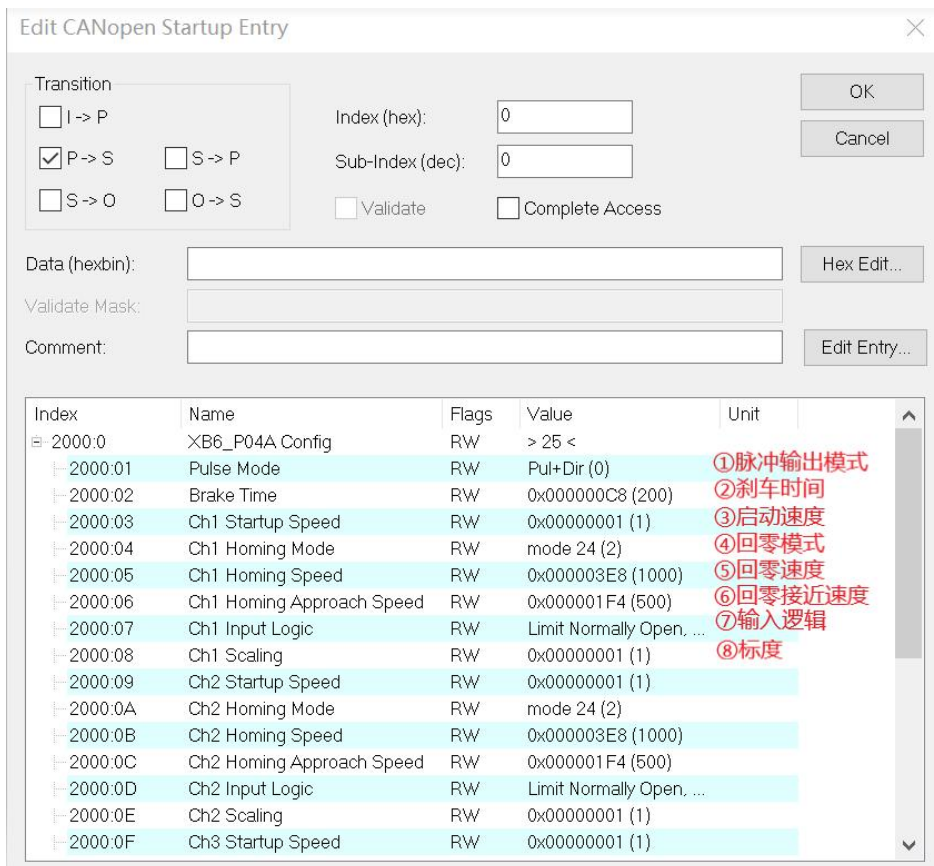 Edit CANopen Startup Entry
Transition
I -> P
P -> S
S -> P
S -> O
O -> S
Index (hex):
0
Sub-Index (dec):
0
Validate
Complete Access
OK
Cancel
Data (hexbin):
Hex Edit...
Validate Mask:
Comment:
Edit Entry...
Index Name Flags Value Unit
2000:0 XB6_P04A Config RW > 25 <
2000:01 Pulse Mode RW Pul+Dir (0) ①脉冲输出模式
2000:02 Brake Time RW 0x000000C8 (200) ②刹车时间
2000:03 Ch1 Startup Speed RW 0x00000001 (1) ③启动速度
2000:04 Ch1 Homing Mode RW mode 24 (2) ④回零模式
2000:05 Ch1 Homing Speed RW 0x000003E8 (1000) ⑤回零速度
2000:06 Ch1 Homing Approach Speed RW 0x000001F4 (500) ⑥回零接近速度
2000:07 Ch1 Input Logic RW Limit Normally Open, ... ⑦输入逻辑
2000:08 Ch1 Scaling RW 0x00000001 (1) ⑧标度
2000:09 Ch2 Startup Speed RW 0x00000001 (1)
2000:0A Ch2 Homing Mode RW mode 24 (2)
2000:0B Ch2 Homing Speed RW 0x000003E8 (1000)
2000:0C Ch2 Homing Approach Speed RW 0x000001F4 (500)
2000:0D Ch2 Input Logic RW Limit Normally Open, ...
2000:0E Ch2 Scaling RW 0x00000001 (1)
2000:0F Ch3 Startup Speed RW 0x00000001 (1)